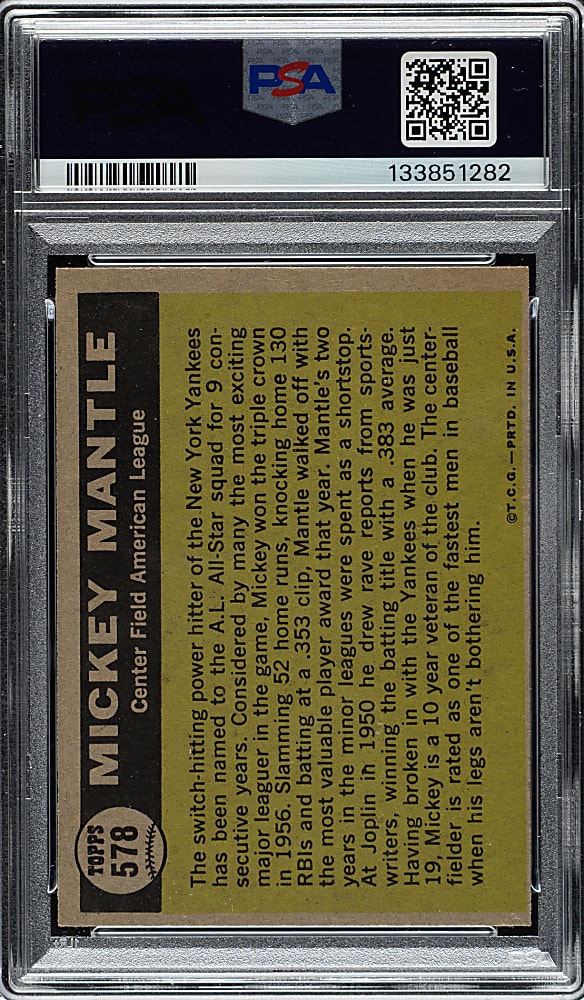 PSA
133851282
TOPPS
578
MICKEY MANTLE
Center Field American League
The switch-hitting power hitter of the New York Yankees
has been named to the A.L. All-Star squad for 9 con-
secutive years. Considered by many the most exciting
major leaguer in the game, Mickey won the triple crown
in 1956. Slamming 52 home runs, knocking home 130
RBIs and batting at a .353 clip, Mantle walked off with
the most valuable player award that year. Mantle's two
years in the minor leagues were spent as a shortstop.
At Joplin in 1950 he drew rave reports from sports-
writers, winning the batting title with a .383 average.
Having broken in with the Yankees when he was just
19, Mickey is a 10 year veteran of the club. The center-
fielder is rated as one of the fastest men in baseball
when his legs aren't bothering him.
©T.C.G.—PRTD. IN U.S.A.